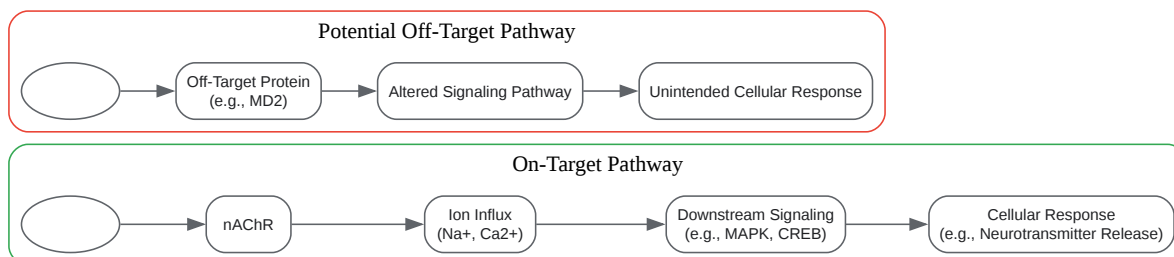 Potential Off-Target Pathway
Off-Target Protein
(e.g., MD2)
Altered Signaling Pathway
Unintended Cellular Response
On-Target Pathway
nAChR
Ion Influx
(Na+, Ca2+)
Downstream Signaling
(e.g., MAPK, CREB)
Cellular Response
(e.g., Neurotransmitter Release)